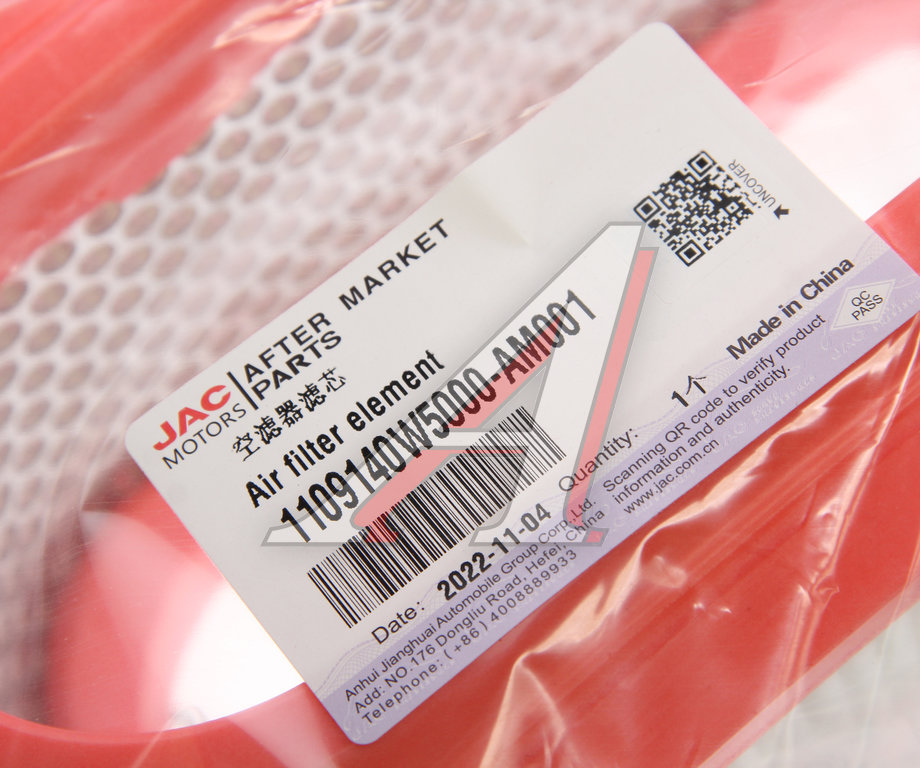 JAC
MOTORS
AFTER MARKET
PARTS
空滤器滤芯
Air filter element
1109140W5000-AM001
Date: 2022-11-04
Quantity: 1个
Made in China
UNCOVER
QC
PASS
Anhui Jianghuai Automobile Group Corp.,Ltd.
Add: NO.176 Dongliu Road, Hefei, China
Telephone: (+86)4008889933
Scanning QR code to verify product
information and authenticity.
www.jac.com.cn